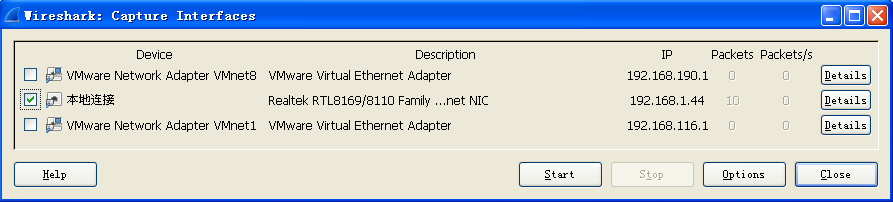 Wireshark: Capture Interfaces
Device Description IP Packets Packets/s
VMware Network Adapter VMnet8 VMware Virtual Ethernet Adapter 192.168.190.1 0 0 Details
本地连接 Realtek RTL8169/8110 Family ...net NIC 192.168.1.44 10 0 Details
VMware Network Adapter VMnet1 VMware Virtual Ethernet Adapter 192.168.116.1 0 0 Details
Help Start Stop Options Close